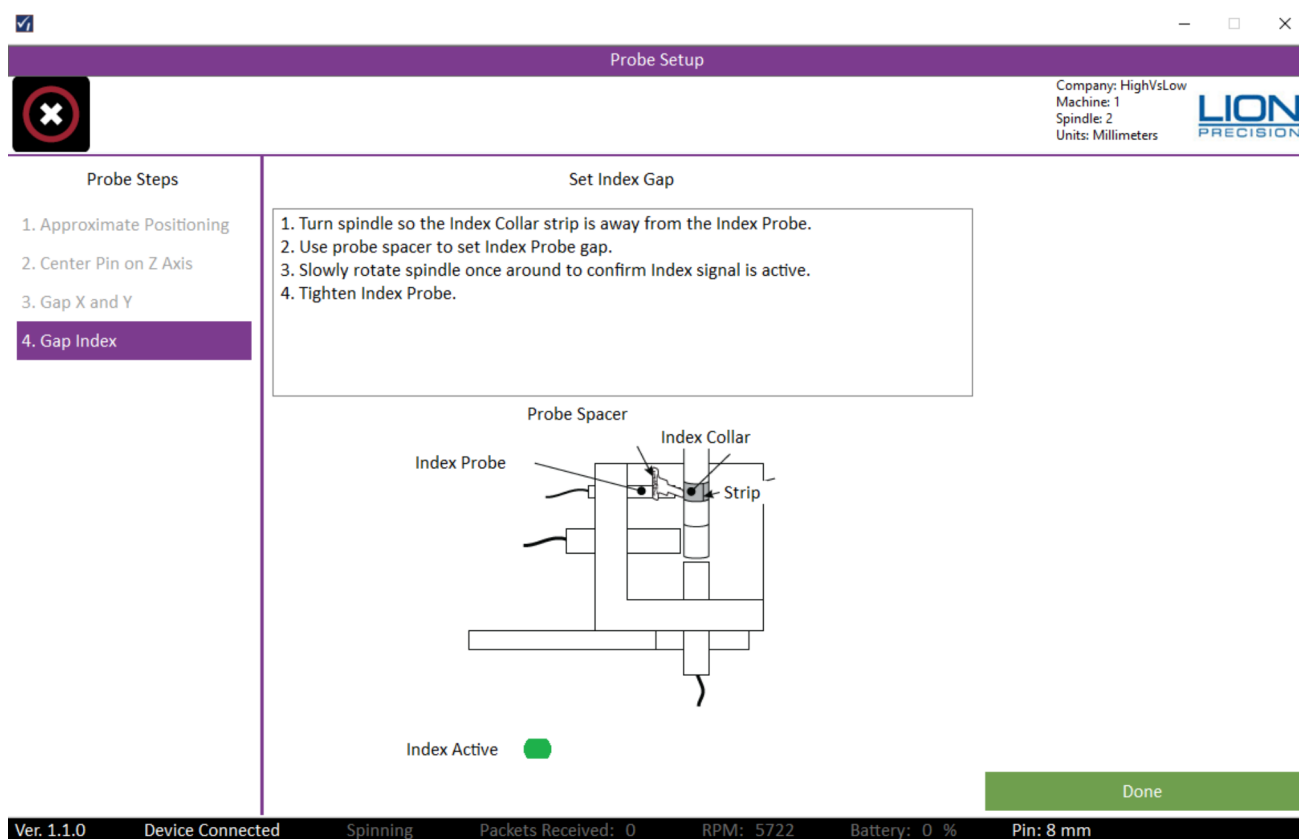 Probe Setup
Company: HighVsLow
Machine: 1
Spindle: 2
Units: Millimeters
LION
PRECISION
Probe Steps
1. Approximate Positioning
2. Center Pin on Z Axis
3. Gap X and Y
4. Gap Index
Set Index Gap
1. Turn spindle so the Index Collar strip is away from the Index Probe.
2. Use probe spacer to set Index Probe gap.
3. Slowly rotate spindle once around to confirm Index signal is active.
4. Tighten Index Probe.
Probe Spacer
Index Collar
Index Probe
Strip
Index Active
Done
Ver. 1.1.0 Device Connected Spinning Packets Received: 0 RPM: 5722 Battery: 0 % Pin: 8 mm